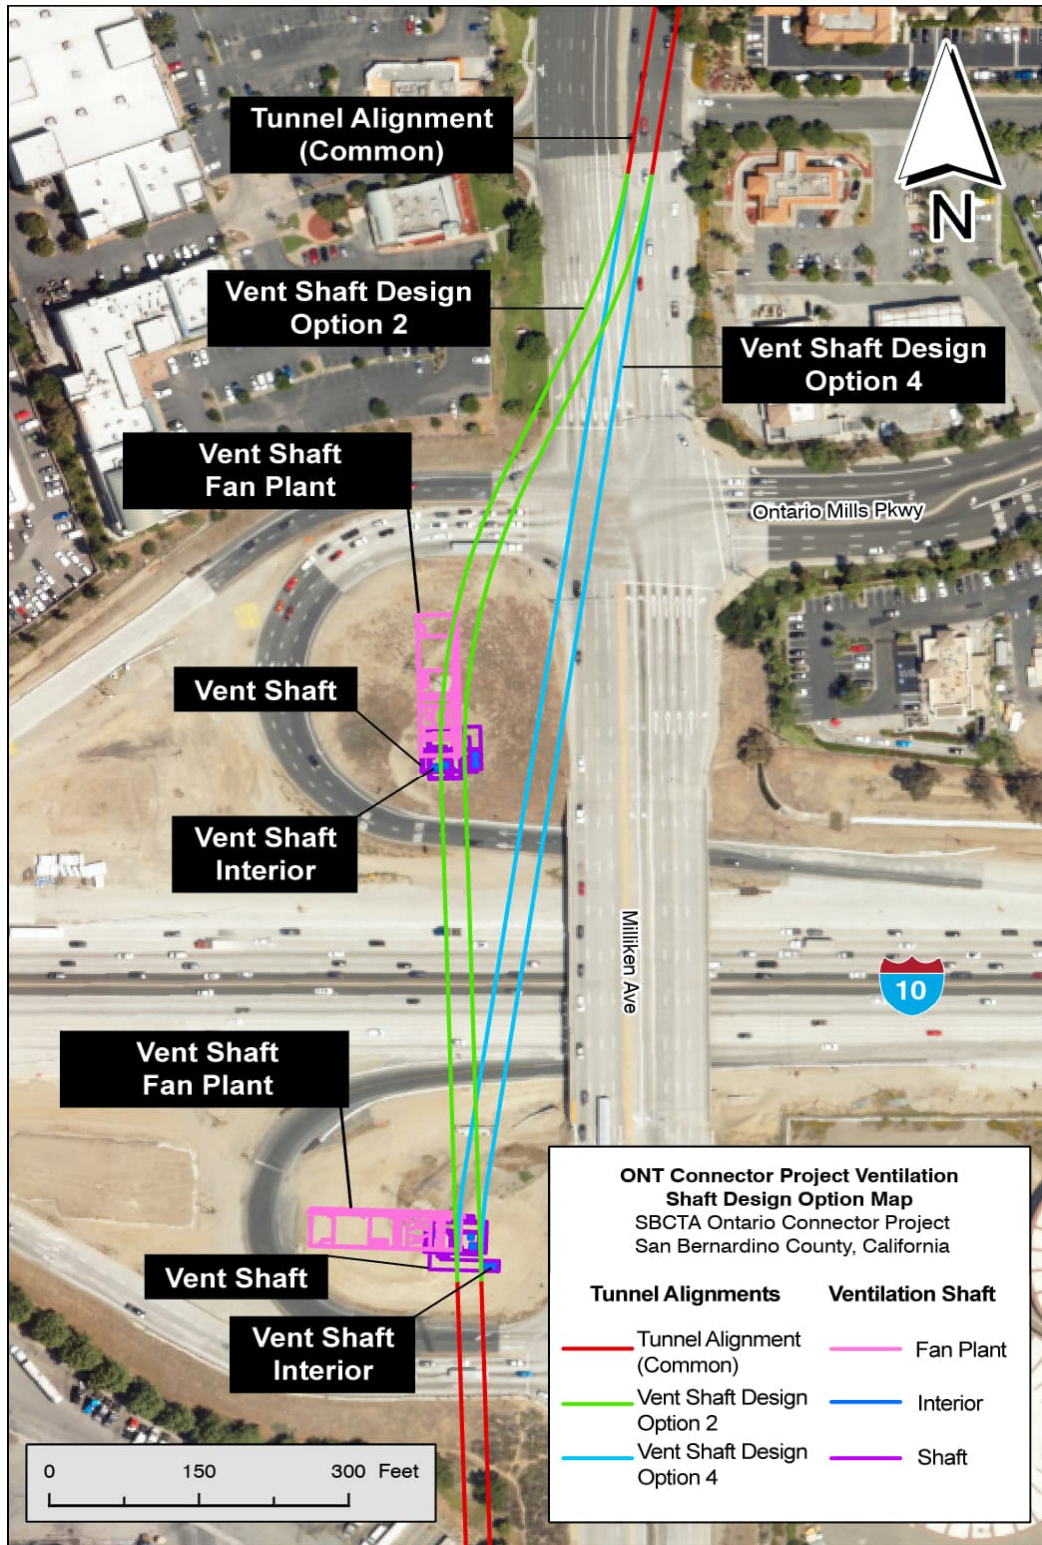 Tunnel Alignment
(Common)
N
Vent Shaft Design
Option 2
Vent Shaft Design
Option 4
Vent Shaft
Fan Plant
Ontario Mills Pkwy
Vent Shaft
Vent Shaft
Interior
Milliken Ave
10
Vent Shaft
Fan Plant
Vent Shaft
Vent Shaft
Interior
ONT Connector Project Ventilation
Shaft Design Option Map
SBCTA Ontario Connector Project
San Bernardino County, California
Tunnel Alignments
Tunnel Alignment
(Common)
Vent Shaft Design
Option 2
Vent Shaft Design
Option 4
Ventilation Shaft
Fan Plant
Interior
Shaft
0 150 300 Feet